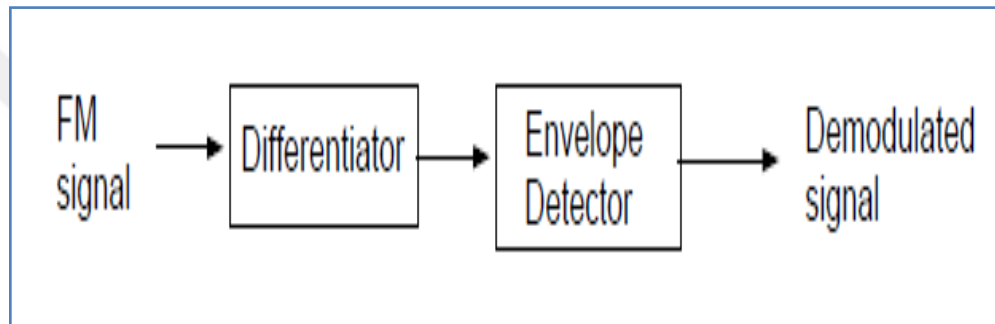 FM
signal
Differentiator
Envelope
Detector
Demodulated
signal